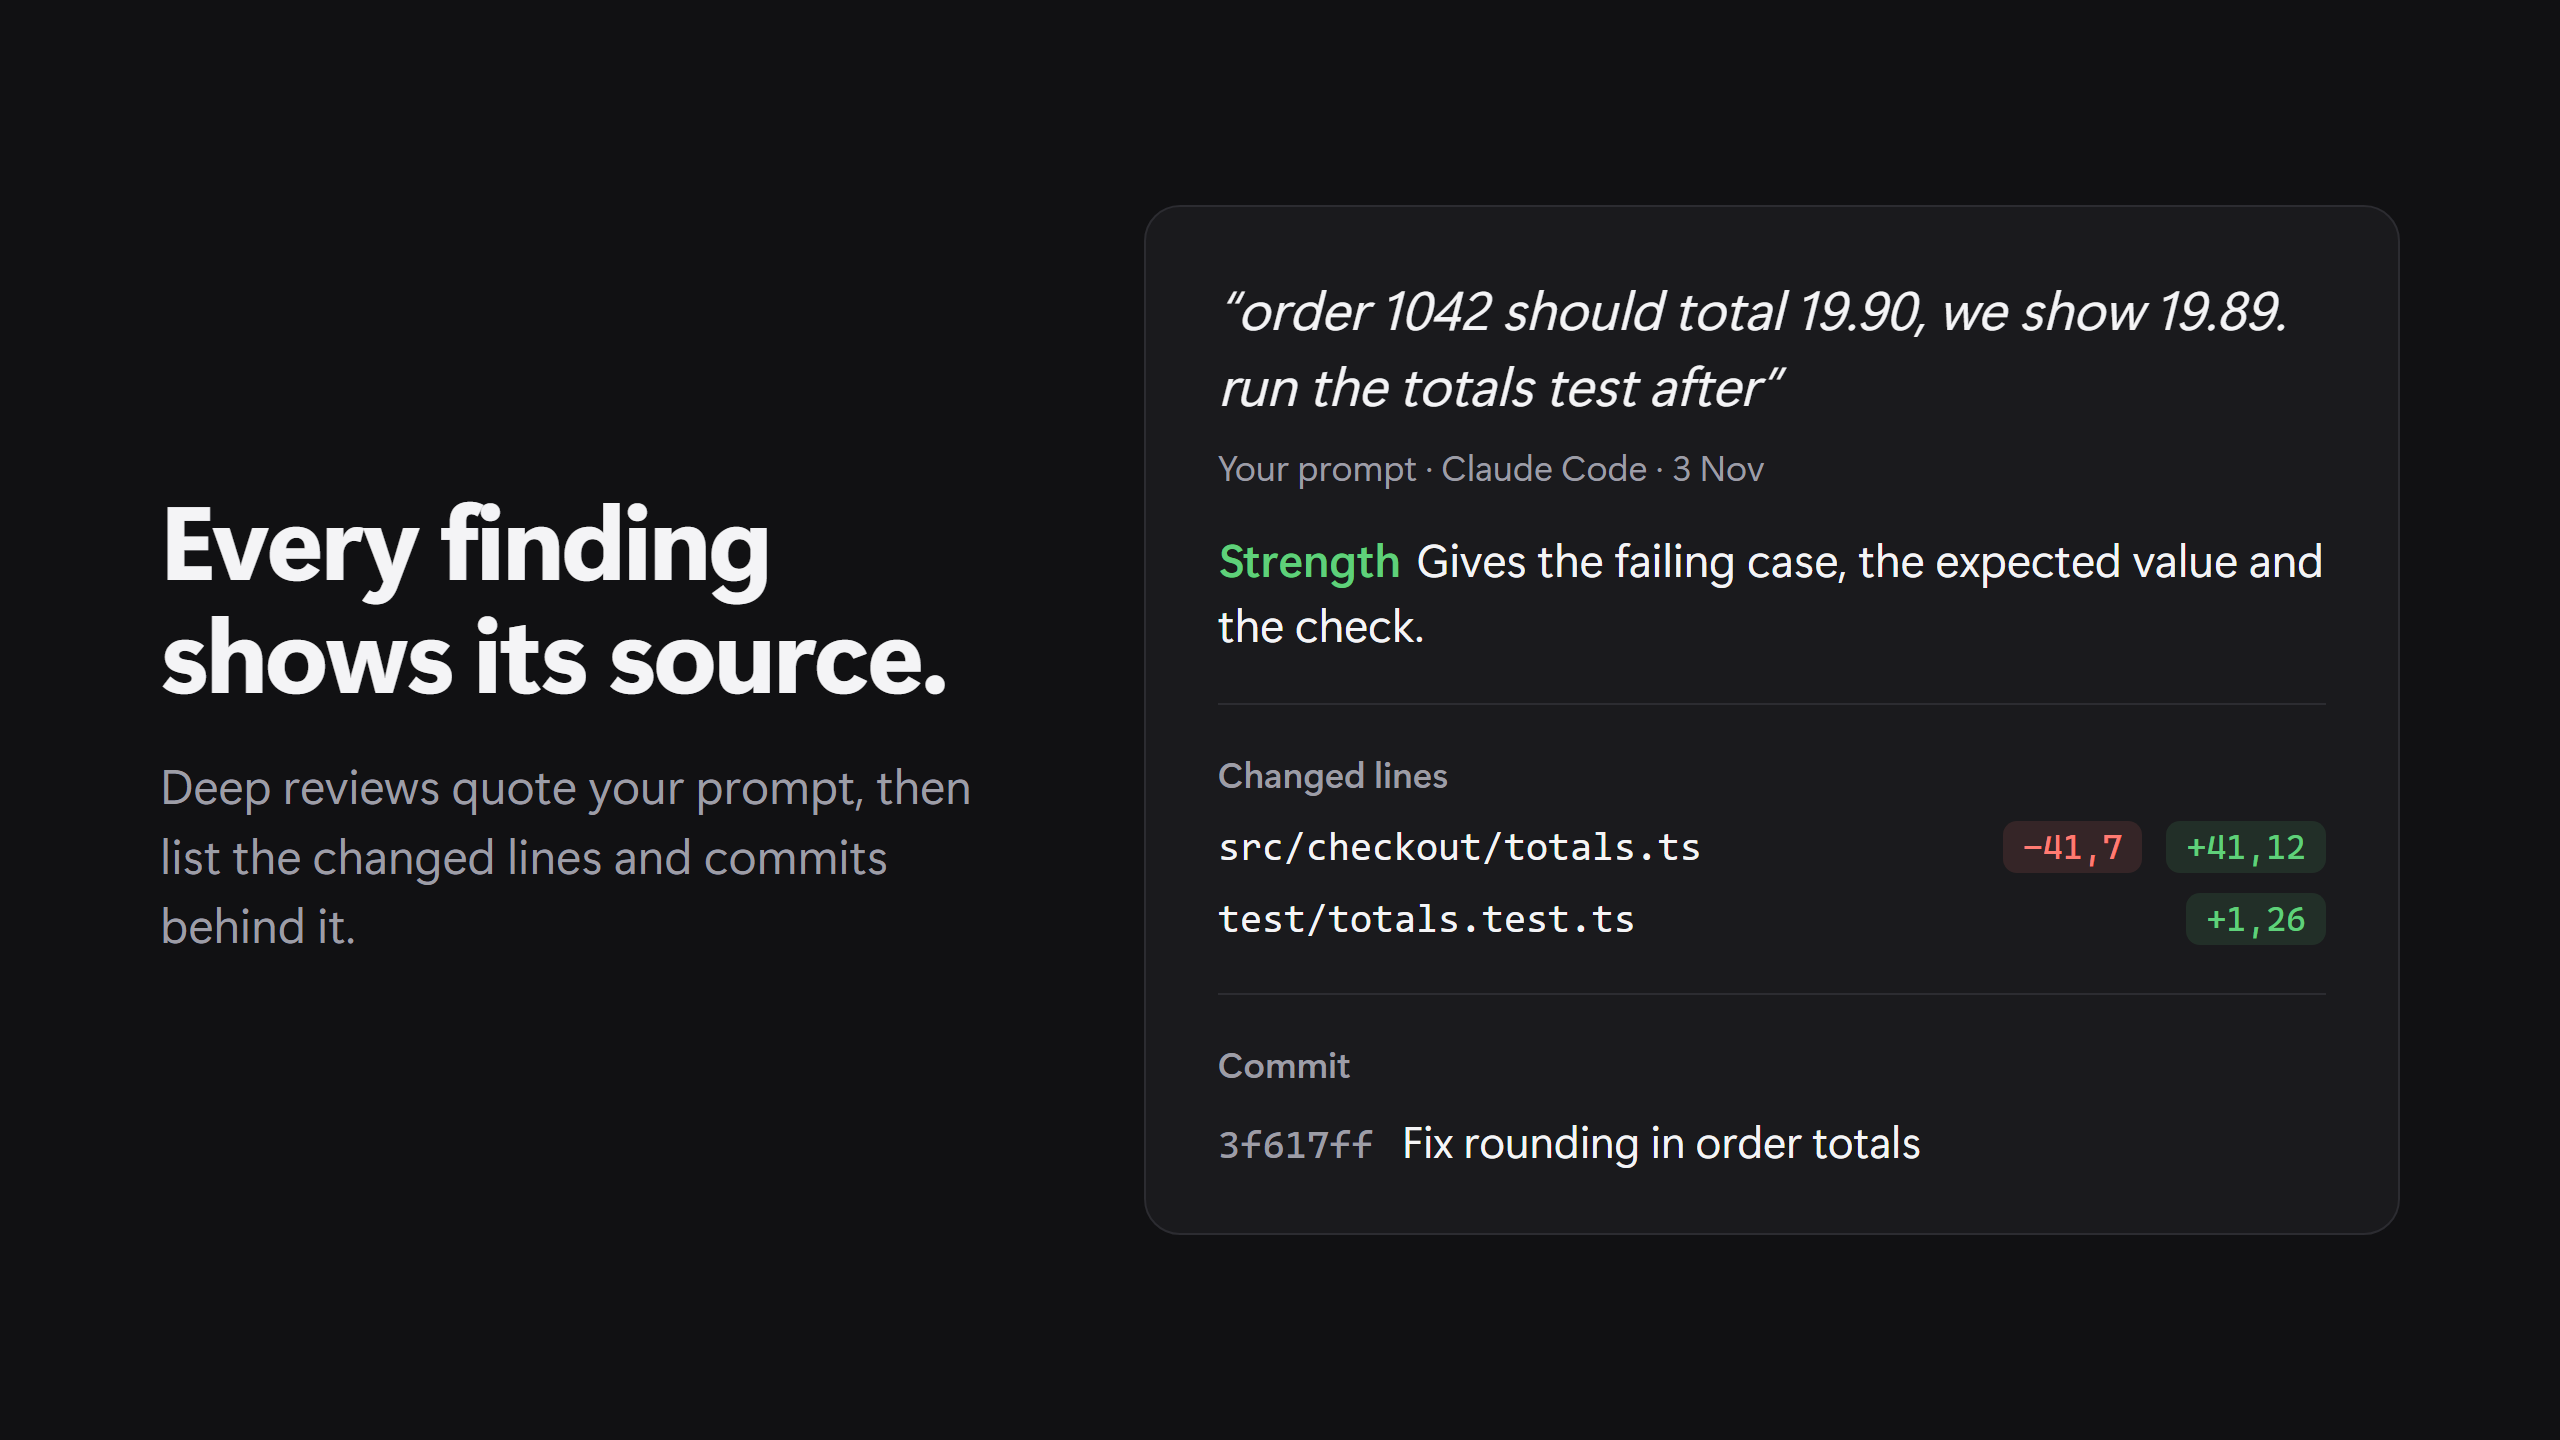 Every finding
shows its source.
Deep reviews quote your prompt, then
list the changed lines and commits
behind it.
“order 1042 should total 19.90, we show 19.89.
run the totals test after”
Your prompt · Claude Code · 3 Nov
Strength Gives the failing case, the expected value and
the check.
Changed lines
src/checkout/totals.ts −41,7 +41,12
test/totals.test.ts +1,26
Commit
3f617ff Fix rounding in order totals